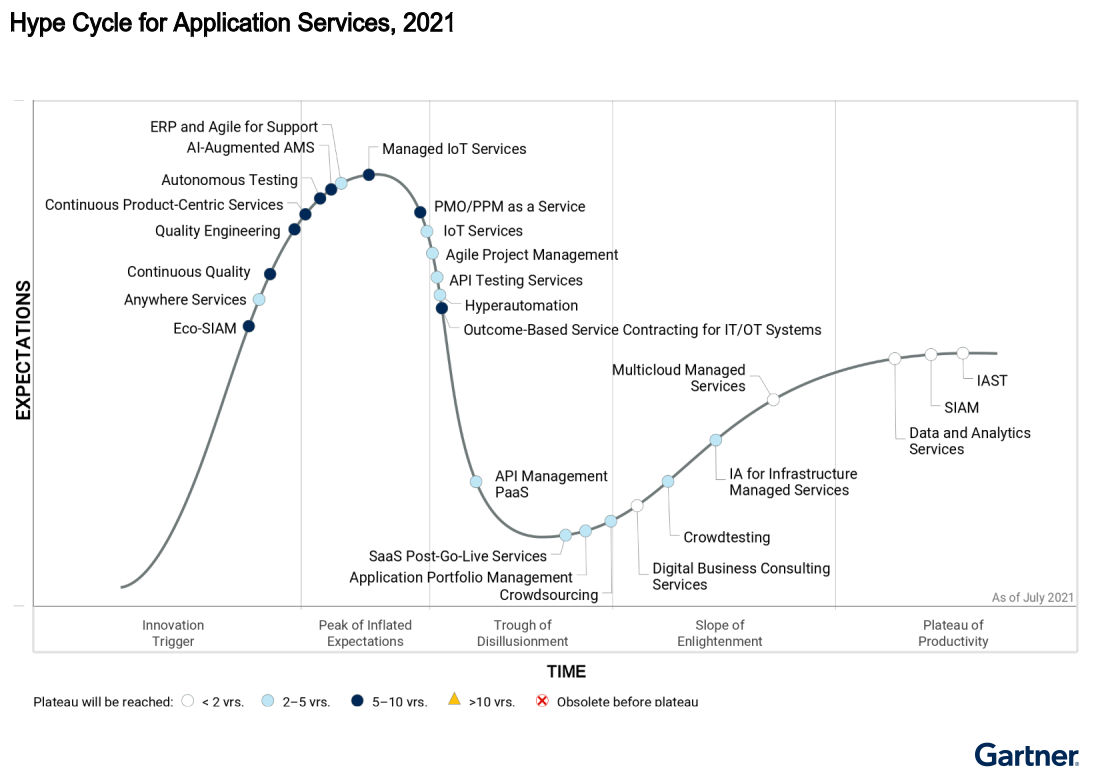 Hype Cycle for Application Services, 2021
ERP and Agile for Support
AI-Augmented AMS
Managed IoT Services
Autonomous Testing
Continuous Product-Centric Services
Quality Engineering
Continuous Quality
Anywhere Services
Eco-SIAM
PMO/PPM as a Service
IoT Services
Agile Project Management
API Testing Services
Hyperautomation
Outcome-Based Service Contracting for IT/OT Systems
EXPECTATIONS
API Management
PaaS
SaaS Post-Go-Live Services
Application Portfolio Management
Crowdsourcing
Digital Business Consulting
Services
Crowdtesting
IA for Infrastructure
Managed Services
Multicloud Managed
Services
Data and Analytics
Services
SIAM
IAST
As of July 2021
Innovation
Trigger
Peak of Inflated
Expectations
Trough of
Disillusionment
Slope of
Enlightenment
Plateau of
Productivity
TIME
Plateau will be reached: < 2 yrs. 2–5 yrs. 5–10 yrs. >10 yrs. Obsolete before plateau
Gartner